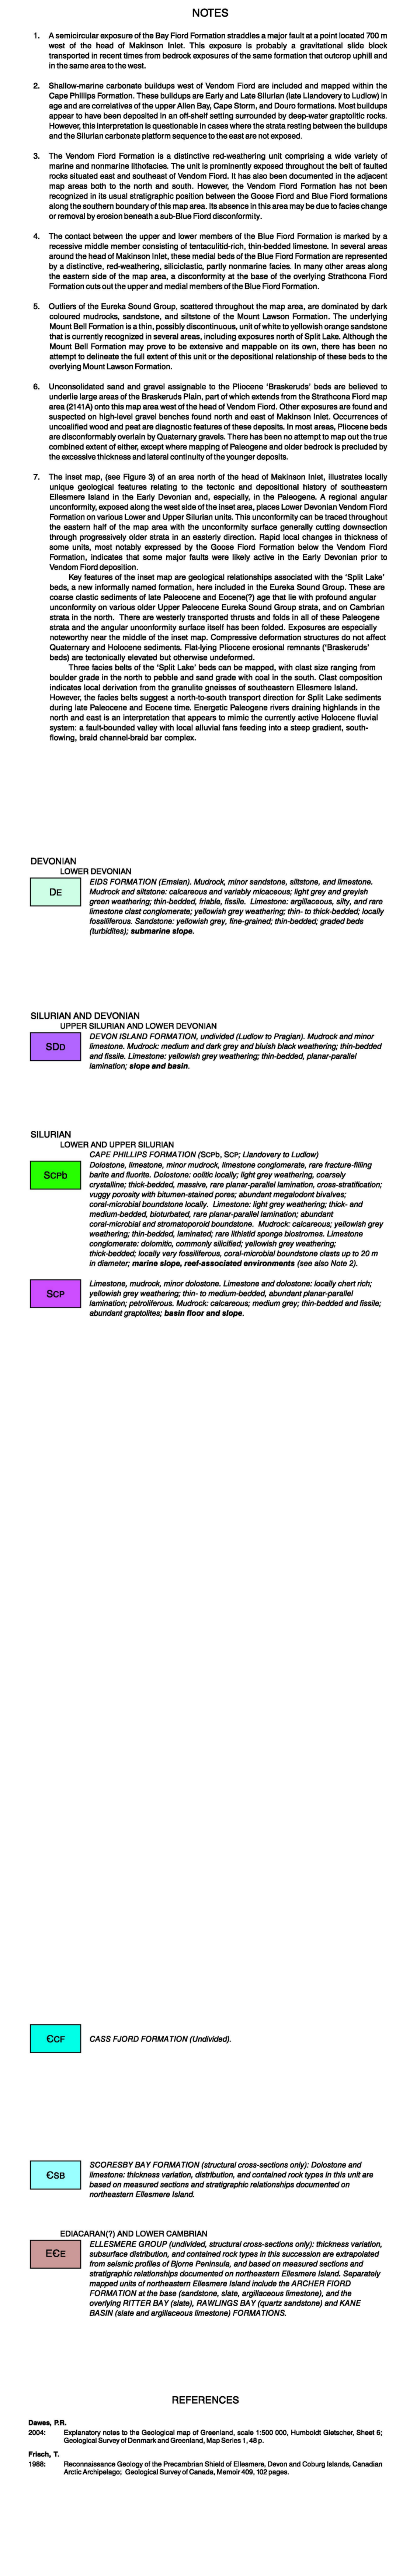 NOTES
1. A semicircular exposure of the Bay Fiord Formation straddles a major fault at a point located 700 m
west of the head of Makinson Inlet. This exposure is probably a gravitational slide block
transported in recent times from bedrock exposures of the same formation that outcrop uphill and
in the same area to the west.
2. Shallow-marine carbonate buildups west of Vendom Fiord are included and mapped within the
Cape Phillips Formation. These buildups are Early and Late Silurian (late Llandovery to Ludlow) in
age and are correlatives of the upper Allen Bay, Cape Storm, and Douro formations. Most buildups
appear to have been deposited in an off-shelf setting surrounded by deep-water graptolitic rocks.
However, this interpretation is questionable in cases where the strata resting between the buildups
and the Silurian carbonate platform sequence to the east are not exposed.
3. The Vendom Fiord Formation is a distinctive red-weathering unit comprising a wide variety of
marine and nonmarine lithofacies. The unit is prominently exposed throughout the belt of faulted
rocks situated east and southeast of Vendom Fiord. It has also been documented in the adjacent
map areas both to the north and south. However, the Vendom Fiord Formation has not been
recognized in its usual stratigraphic position between the Goose Fiord and Blue Fiord formations
along the southern boundary of this map area. Its absence in this area may be due to facies change
or removal by erosion beneath a sub-Blue Fiord disconformity.
4. The contact between the upper and lower members of the Blue Fiord Formation is marked by a
recessive middle member consisting of tentaculitid-rich, thin-bedded limestone. In several areas
around the head of Makinson Inlet, these medial beds of the Blue Fiord Formation are represented
by a distinctive, red-weathering, siliciclastic, partly nonmarine facies. In many other areas along
the eastern side of the map area, a disconformity at the base of the overlying Strathcona Fiord
Formation cuts out the upper and medial members of the Blue Fiord Formation.
5. Outliers of the Eureka Sound Group, scattered throughout the map area, are dominated by dark
coloured mudrocks, sandstone, and siltstone of the Mount Lawson Formation. The underlying
Mount Bell Formation is a thin, possibly discontinuous, unit of white to yellowish orange sandstone
that is currently recognized in several areas, including exposures north of Split Lake. Although the
Mount Bell Formation may prove to be extensive and mappable on its own, there has been no
attempt to delineate the full extent of this unit or the depositional relationship of these beds to the
overlying Mount Lawson Formation.
6. Unconsolidated sand and gravel assignable to the Pliocene 'Braskeruds' beds are believed to
underlie large areas of the Braskeruds Plain, part of which extends from the Strathcona Fiord map
area (2141A) onto this map area west of the head of Vendom Fiord. Other exposures are found and
suspected on high-level gravel benches found north and east of Makinson Inlet. Occurrences of
uncoalified wood and peat are diagnostic features of these deposits. In most areas, Pliocene beds
are disconformably overlain by Quaternary gravels. There has been no attempt to map out the true
combined extent of either, except where mapping of Paleogene and older bedrock is precluded by
the excessive thickness and lateral continuity of the younger deposits.
7. The inset map, (see Figure 3) of an area north of the head of Makinson Inlet, illustrates locally
unique geological features relating to the tectonic and depositional history of southeastern
Ellesmere Island in the Early Devonian and, especially, in the Paleogene. A regional angular
unconformity, exposed along the west side of the inset area, places Lower Devonian Vendom Fiord
Formation on various Lower and Upper Silurian units. This unconformity can be traced throughout
the eastern half of the map area with the unconformity surface generally cutting downsection
through progressively older strata in an easterly direction. Rapid local changes in thickness of
some units, most notably expressed by the Goose Fiord Formation below the Vendom Fiord
Formation, indicates that some major faults were likely active in the Early Devonian prior to
Vendom Fiord deposition.
Key features of the inset map are geological relationships associated with the 'Split Lake'
beds, a new informally named formation, here included in the Eureka Sound Group. These are
coarse clastic sediments of late Paleocene and Eocene(?) age that lie with profound angular
unconformity on various older Upper Paleocene Eureka Sound Group strata, and on Cambrian
strata in the north. There are westerly transported thrusts and folds in all of these Paleogene
strata and the angular unconformity surface itself has been folded. Exposures are especially
noteworthy near the middle of the inset map. Compressive deformation structures do not affect
Quaternary and Holocene sediments. Flat-lying Pliocene erosional remnants ('Braskeruds'
beds) are tectonically elevated but otherwise undeformed.
Three facies of the 'Split Lake' beds can be mapped, with clast size ranging from
boulder grade in the north to pebble and sand grade with coal in the south. Clast composition
indicates local derivation from the granulite gneisses of southeastern Ellesmere Island.
However, the facies belts suggest a north-to-south transport direction for Split Lake sediments
during late Paleocene and Eocene time. Energetic Paleogene rivers draining highlands in the
north and east is an interpretation that appears to mimic the currently active Holocene fluvial
system: a fault-bounded valley with local alluvial fans feeding into a steep gradient, south-
flowing, braid channel-braid bar complex.
DEVONIAN
LOWER DEVONIAN
DE
EIDS FORMATION (Emsian). Mudrock, minor sandstone, siltstone, and limestone.
Mudrock and siltstone: calcareous and variably micaceous; light grey and greyish
green weathering; thin-bedded, friable, fissile. Limestone: argillaceous, silty, and rare
limestone clast conglomerate; yellowish grey weathering; thin- to thick-bedded; locally
fossiliferous. Sandstone: yellowish grey, fine-grained; thin-bedded; graded beds
(turbidites); submarine slope.
SILURIAN AND DEVONIAN
UPPER SILURIAN AND LOWER DEVONIAN
SDD
DEVON ISLAND FORMATION, undivided (Ludlow to Pragian). Mudrock and minor
limestone. Mudrock: medium and dark grey and bluish black weathering; thin-bedded
and fissile. Limestone: yellowish grey weathering; thin-bedded, planar-parallel
lamination; slope and basin.
SILURIAN
LOWER AND UPPER SILURIAN
CAPE PHILLIPS FORMATION (SCPb, SCP; Llandovery to Ludlow)
SCPb
Dolostone, limestone, minor mudrock, limestone conglomerate, rare fracture-filling
barite and fluorite. Dolostone: oolitic locally; light grey weathering, coarsely
crystalline; thick-bedded, massive, rare planar-parallel lamination, cross-stratification;
vuggy porosity with bitumen-stained pores; abundant megalodont bivalves;
coral-microbial boundstone locally. Limestone: light grey weathering; thick- and
medium-bedded, bioturbated, rare planar-parallel lamination; abundant
coral-microbial and stromatoporoid boundstone. Mudrock: calcareous; yellowish grey
weathering; thin-bedded, laminated; rare lithistid sponge biostromes. Limestone
conglomerate: dolomitic, commonly silicified; yellowish grey weathering;
thick-bedded; locally very fossiliferous, coral-microbial boundstone clasts up to 20 m
in diameter; marine slope, reef-associated environments (see also Note 2).
SCP
Limestone, mudrock, minor dolostone. Limestone and dolostone: locally chert rich;
yellowish grey weathering; thin- to medium-bedded, abundant planar-parallel
lamination; petroliferous. Mudrock: calcareous; medium grey; thin-bedded and fissile;
abundant graptolites; basin floor and slope.
ЄCF
CASS FJORD FORMATION (Undivided).
ЄSB
SCORESBY BAY FORMATION (structural cross-sections only): Dolostone and
limestone: thickness variation, distribution, and contained rock types in this unit are
based on measured sections and stratigraphic relationships documented on
northeastern Ellesmere Island.
EDIACARAN(?) AND LOWER CAMBRIAN
EЄE
ELLESMERE GROUP (undivided, structural cross-sections only): thickness variation,
subsurface distribution, and contained rock types in this succession are extrapolated
from seismic profiles of Bjorne Peninsula, and based on measured sections and
stratigraphic relationships documented on northeastern Ellesmere Island. Separately
mapped units of northeastern Ellesmere Island include the ARCHER FIORD
FORMATION at the base (sandstone, slate, argillaceous limestone), and the
overlying RITTER BAY (slate), RAWLINGS BAY (quartz sandstone) and KANE
BASIN (slate and argillaceous limestone) FORMATIONS.
REFERENCES
Dawes, P.R.
2004: Explanatory notes to the Geological map of Greenland, scale 1:500 000, Humboldt Gletscher, Sheet 6;
Geological Survey of Denmark and Greenland, Map Series 1, 48 p.
Frisch, T.
1988: Reconnaissance Geology of the Precambrian Shield of Ellesmere, Devon and Coburg Islands, Canadian
Arctic Archipelago; Geological Survey of Canada, Memoir 409, 102 pages.